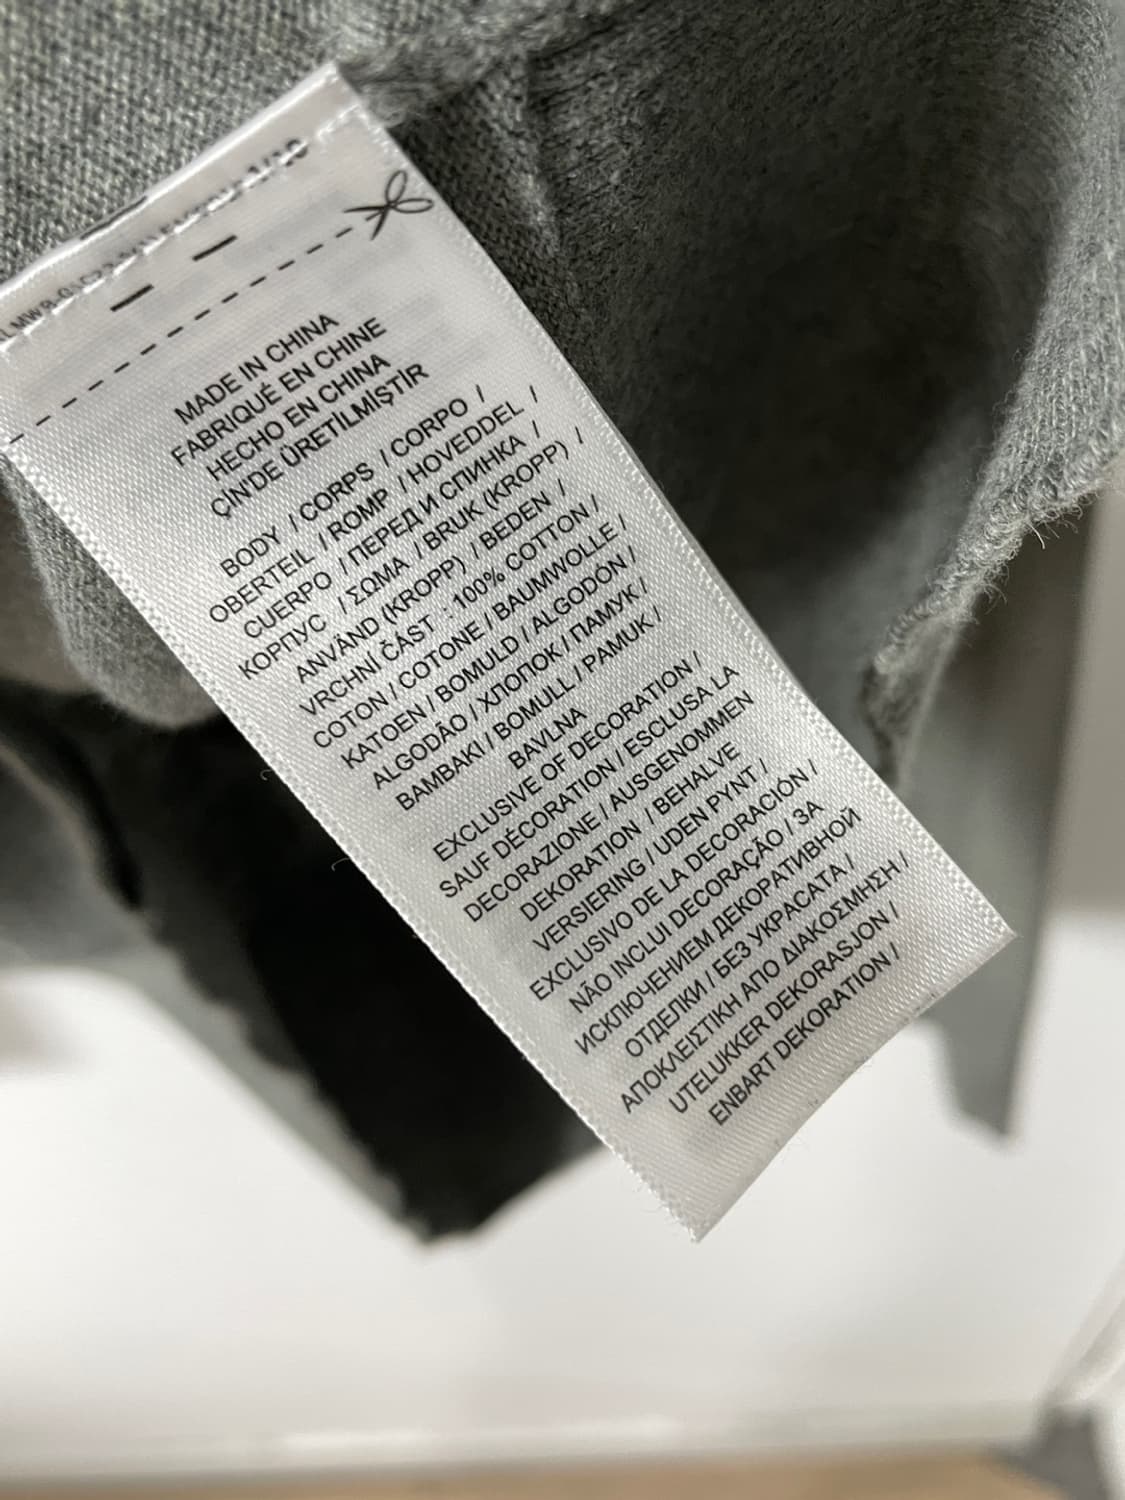 MADE IN CHINA
FABRIQUÉ EN CHINE
HECHO EN CHINA
ÇİN'DE ÜRETİLMİŞTİR
BODY / CORPS / CORPO /
OBERTEIL / ROMP / HOVEDDEL /
CUERPO / ПЕРЕД И СПИНКА /
КОРПУС / ΣΩΜΑ / BRUK (KROPP) /
ANVÄND (KROPP) / BEDEN /
VRCHNÍ ČÁST : 100% COTTON /
COTON / COTONE / BAUMWOLLE /
KATOEN / BOMULD / ALGODÓN /
ALGODÃO / ХЛОПОК / ПАМУК /
BAMBAKI / BOMULL / PAMUK /
BAVLNA
EXCLUSIVE OF DECORATION /
SAUF DÉCORATION / ESCLUSA LA
DECORAZIONE / AUSGENOMMEN
DEKORATION / BEHALVE
VERSIERING / UDEN PYNT /
EXCLUSIVO DE LA DECORACIÓN /
NÃO INCLUI DECORAÇÃO / ЗА
ИСКЛЮЧЕНИЕМ ДЕКОРАТИВНОЙ
ОТДЕЛКИ / БЕЗ УКРАСАТА /
ΑΠΟΚΛΕΙΣΤΙΚΗ ΑΠΟ ΔΙΑΚΟΣΜΗΣΗ /
UTELUKKER DEKORASJON /
ENBART DEKORATION /